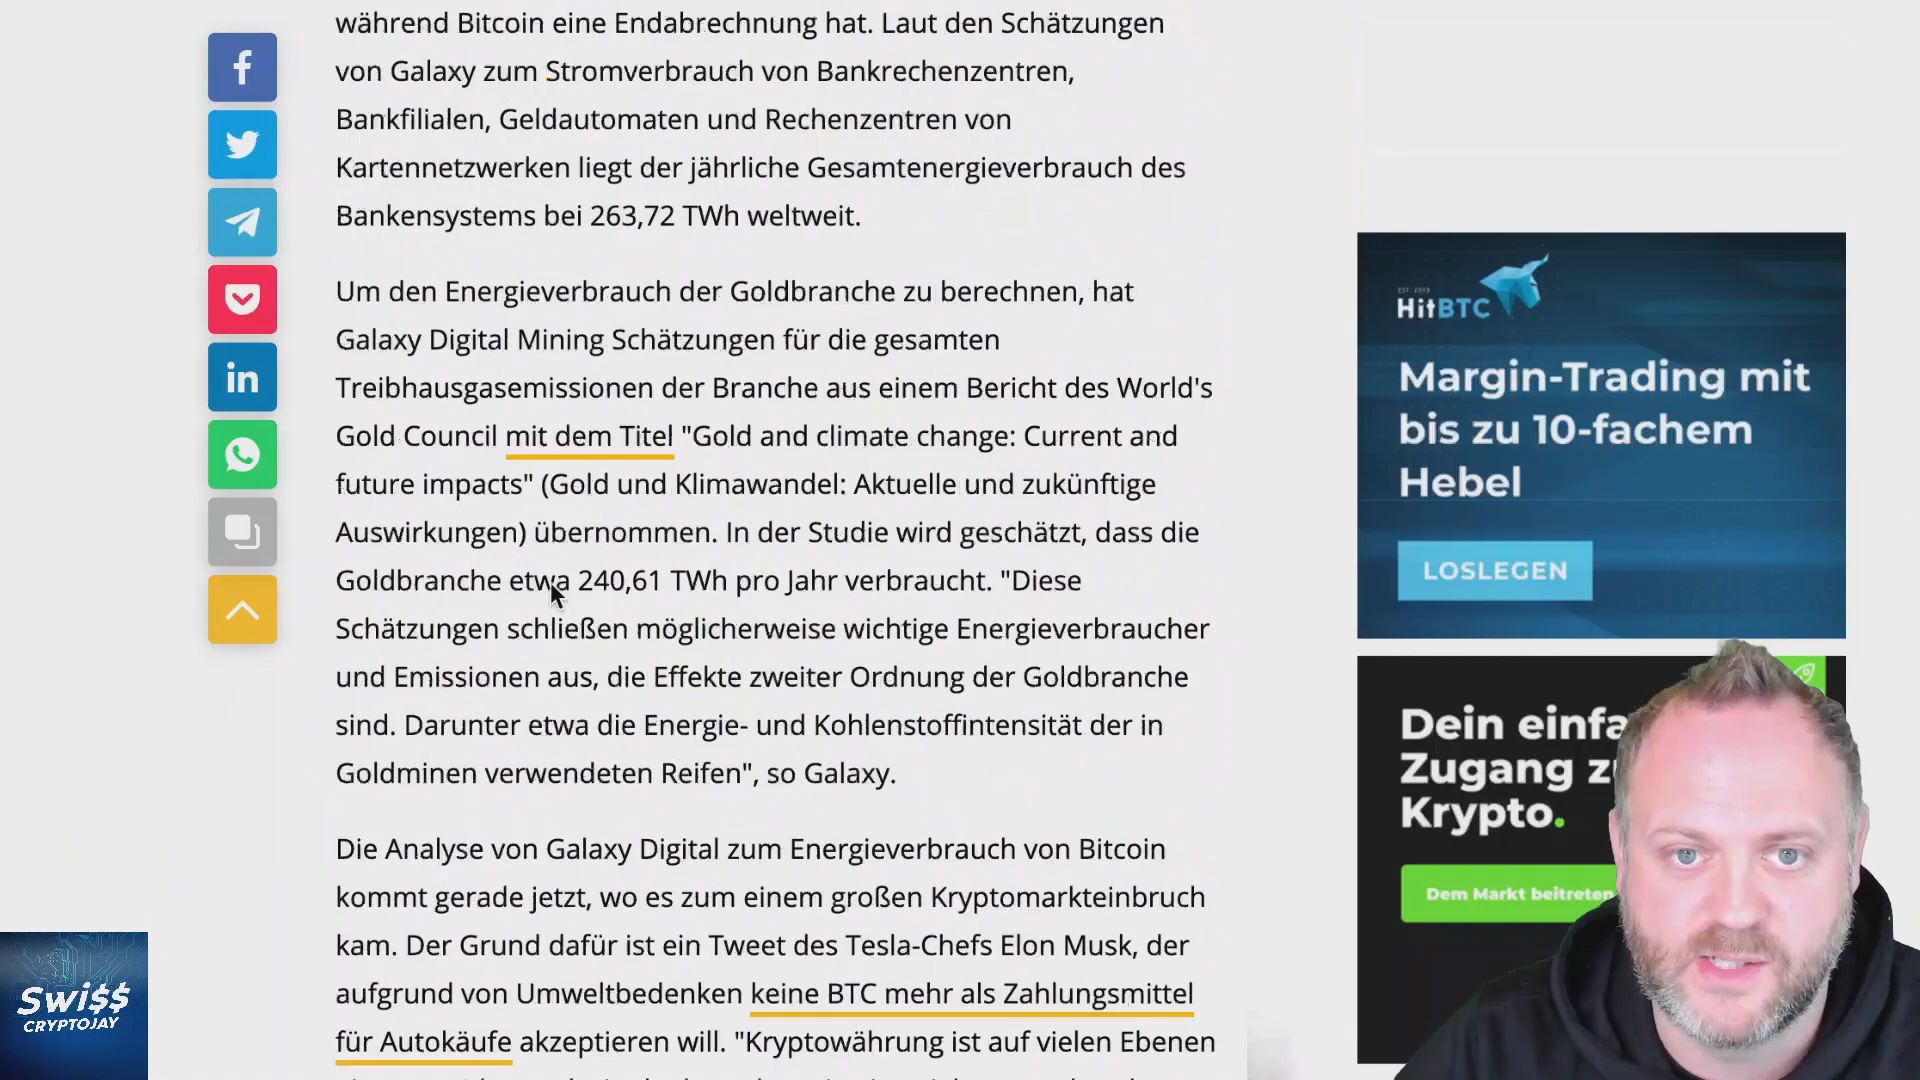 während Bitcoin eine Endabrechnung hat. Laut den Schätzungen
von Galaxy zum Stromverbrauch von Bankrechenzentren,
Bankfilialen, Geldautomaten und Rechenzentren von
Kartennetzwerken liegt der jährliche Gesamtenergieverbrauch des
Bankensystems bei 263,72 TWh weltweit.
Um den Energieverbrauch der Goldbranche zu berechnen, hat
Galaxy Digital Mining Schätzungen für die gesamten
Treibhausgasemissionen der Branche aus einem Bericht des World's
Gold Council mit dem Titel "Gold and climate change: Current and
future impacts" (Gold und Klimawandel: Aktuelle und zukünftige
Auswirkungen) übernommen. In der Studie wird geschätzt, dass die
Goldbranche etwa 240,61 TWh pro Jahr verbraucht. "Diese
Schätzungen schließen möglicherweise wichtige Energieverbraucher
und Emissionen aus, die Effekte zweiter Ordnung der Goldbranche
sind. Darunter etwa die Energie- und Kohlenstoffintensität der in
Goldminen verwendeten Reifen", so Galaxy.
Die Analyse von Galaxy Digital zum Energieverbrauch von Bitcoin
kommt gerade jetzt, wo es zum einem großen Kryptomarkteinbruch
kam. Der Grund dafür ist ein Tweet des Tesla-Chefs Elon Musk, der
aufgrund von Umweltbedenken keine BTC mehr als Zahlungsmittel
für Autokäufe akzeptieren will. "Kryptowährung ist auf vielen Ebenen
HitBTC
Margin-Trading mit
bis zu 10-fachem
Hebel
LOSLEGEN
Dein einfa
Zugang z
Krypto.
Dem Markt beitreten
Swi$$
CRYPTOJAY